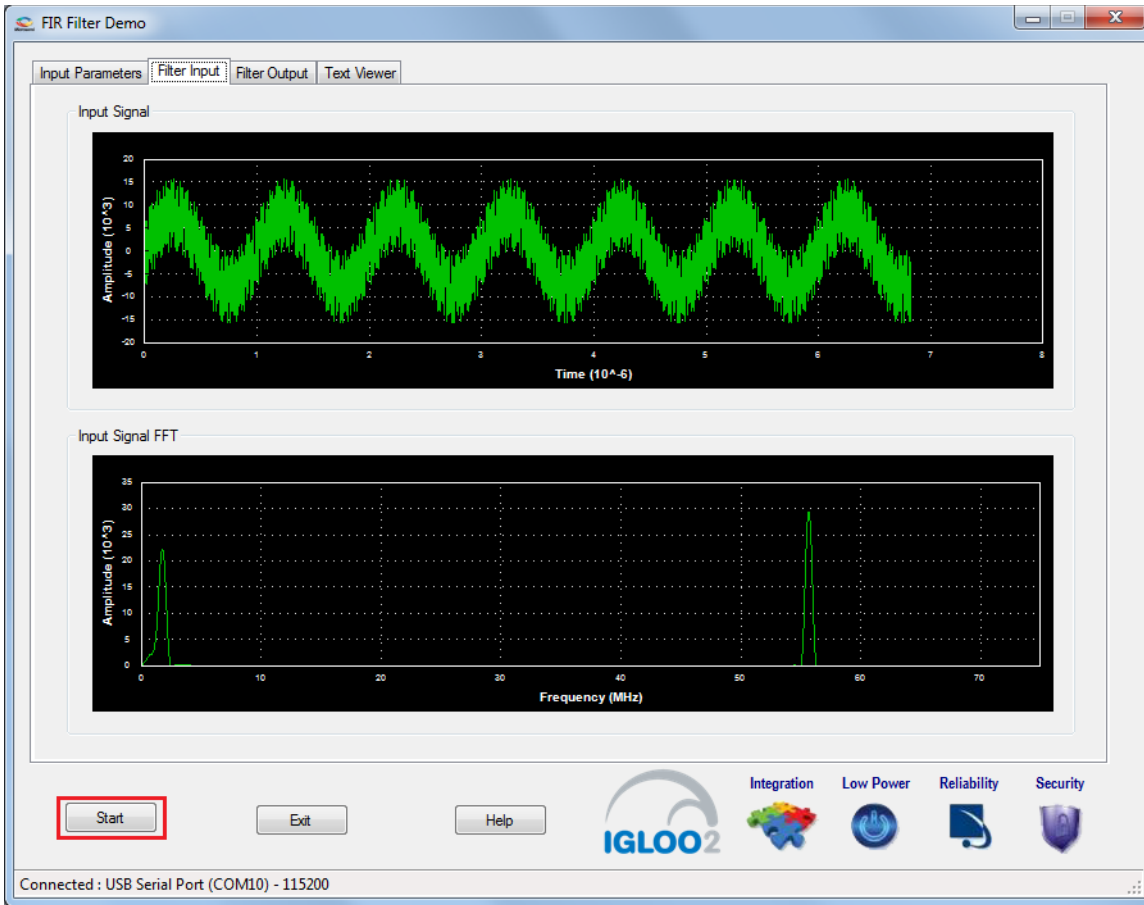 FIR Filter Demo
Input Parameters Filter Input Filter Output Text Viewer
Input Signal
20
15
10
5
0
-5
-10
-15
-20
Amplitude (10^3)
0 1 2 3 4 5 6 7 8
Time (10^-6)
Input Signal FFT
35
30
25
20
15
10
5
0
Amplitude (10^3)
0 10 20 30 40 50 60 70
Frequency (MHz)
Start Exit Help
IGLOO2
Integration Low Power Reliability Security
Connected : USB Serial Port (COM10) - 115200